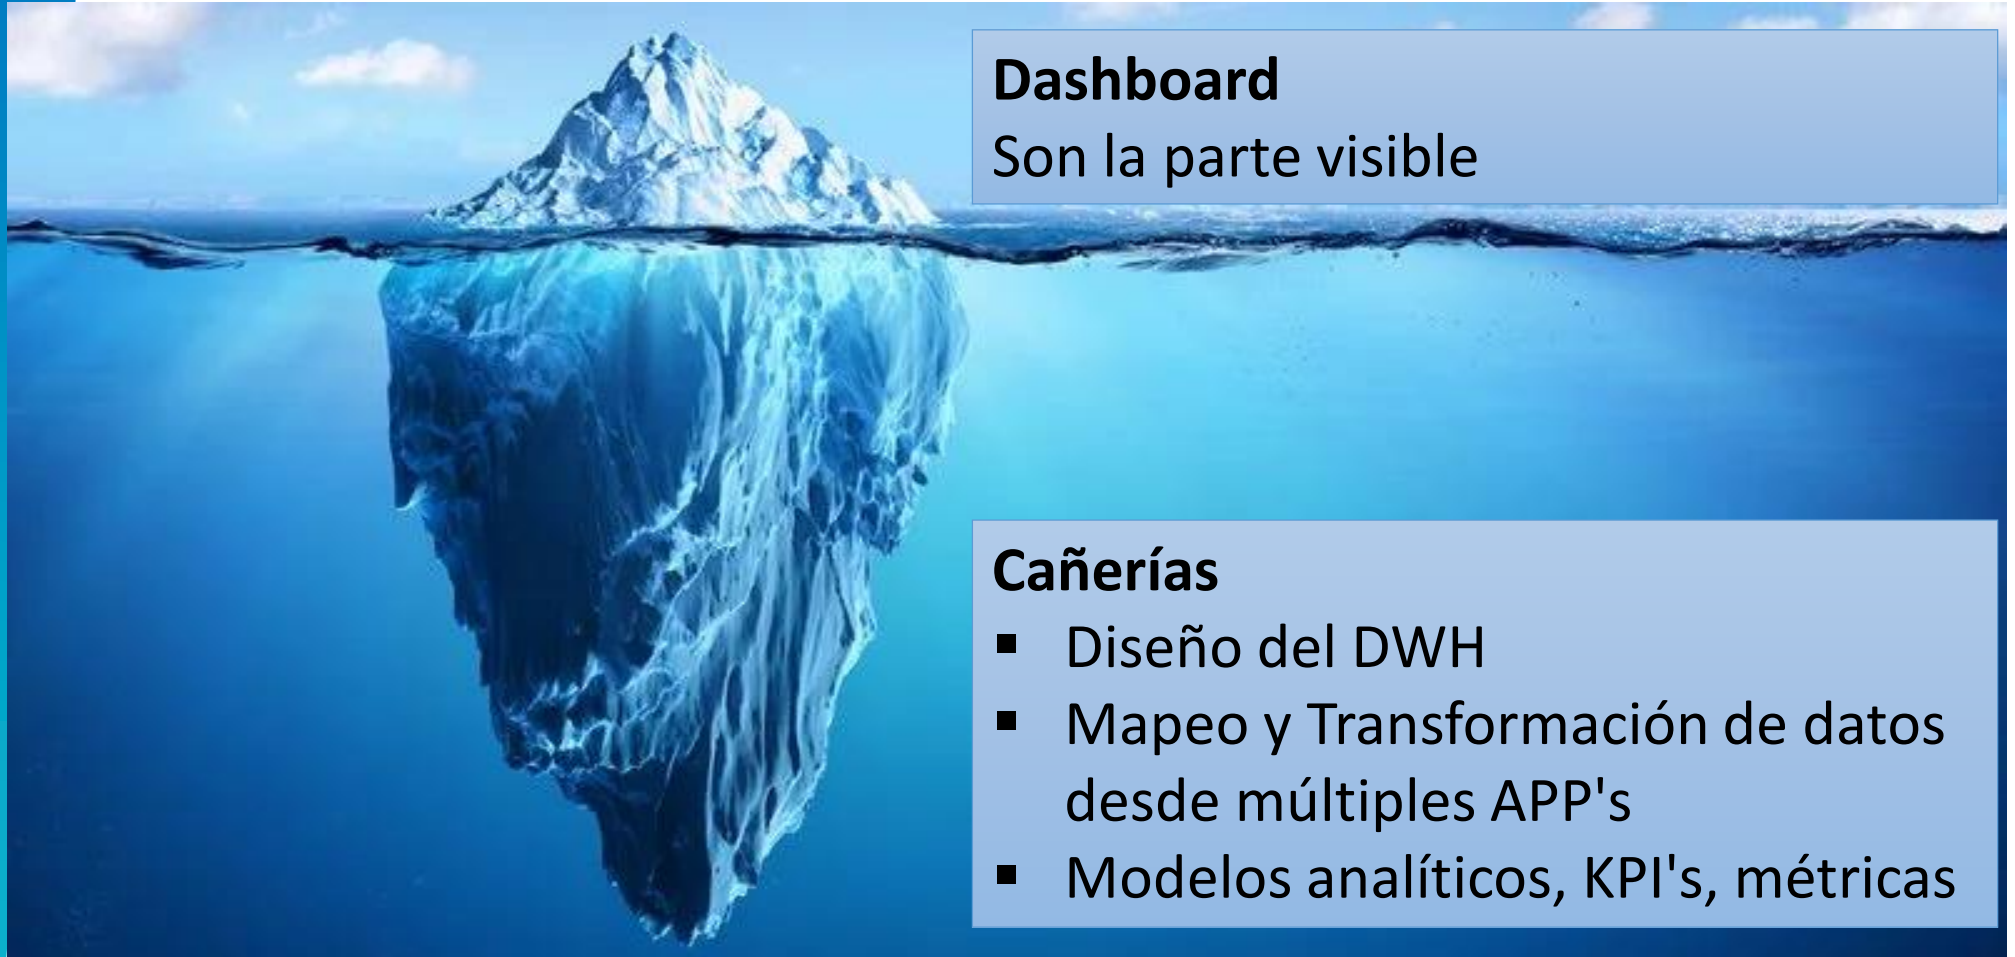 Dashboard
Son la parte visible
Cañerías
▪ Diseño del DWH
▪ Mapeo y Transformación de datos
desde múltiples APP's
▪ Modelos analíticos, KPI's, métricas